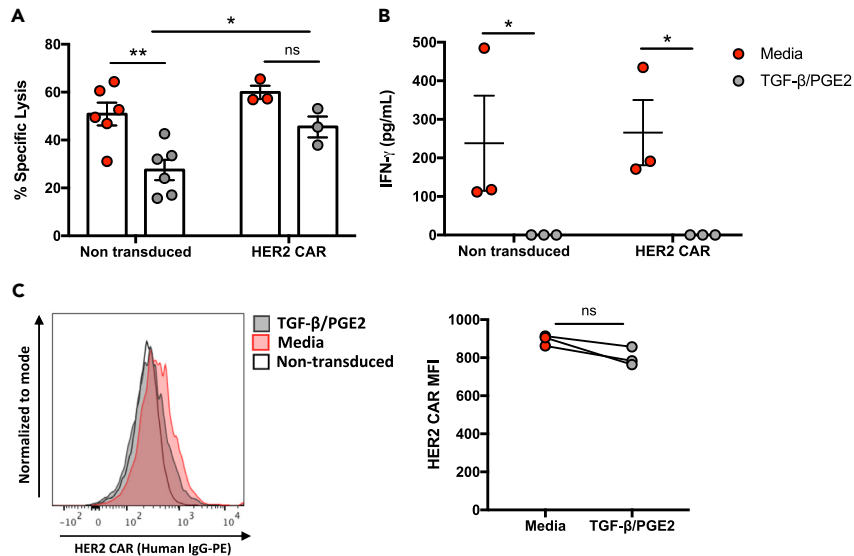 A
% Specific Lysis
80
60
40
20
0
**
*
ns
Non transduced
HER2 CAR
B
IFN-γ (pg/mL)
500
400
300
200
100
0
*
*
Non transduced
HER2 CAR
Media
TGF-β/PGE2
C
Normalized to mode
-10²
0
10²
10³
10⁴
HER2 CAR (Human IgG-PE)
TGF-β/PGE2
Media
Non-transduced
HER2 CAR MFI
1000
800
600
400
200
0
ns
Media
TGF-β/PGE2